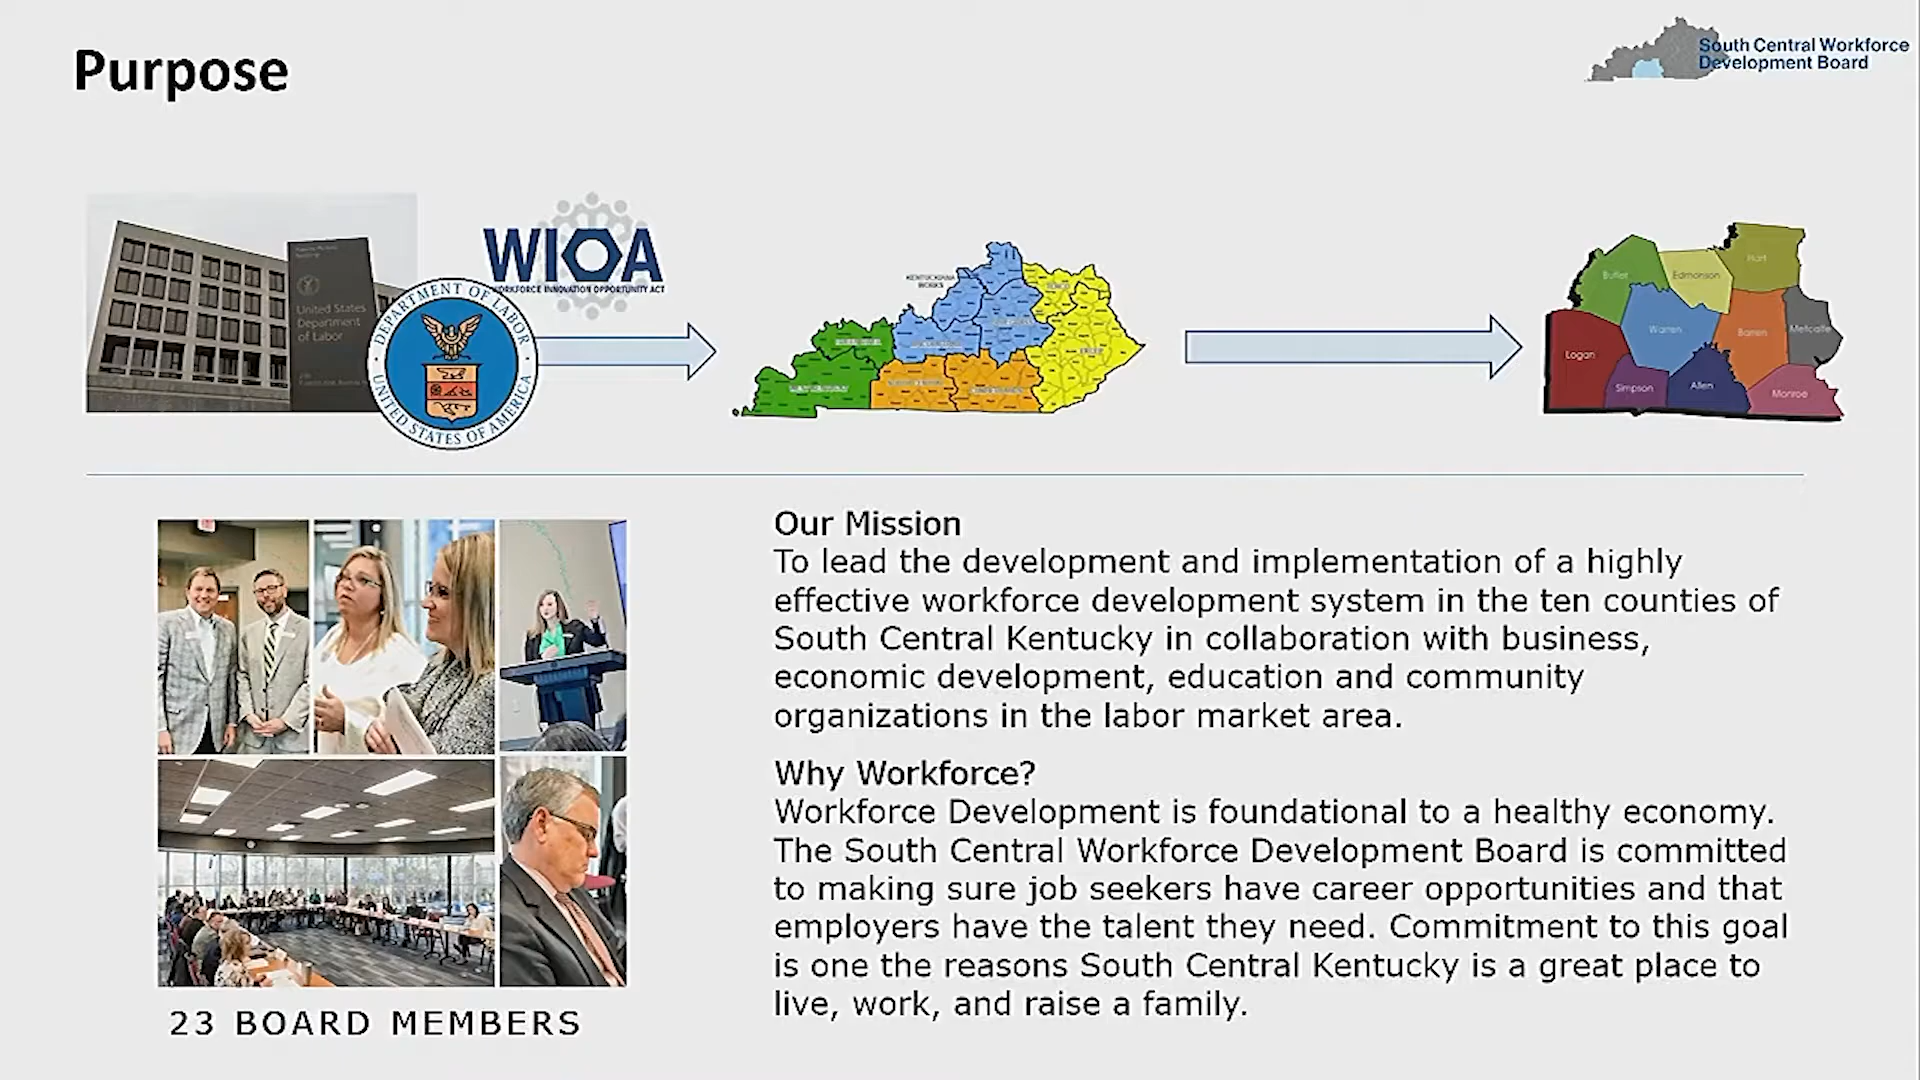 Purpose
South Central Workforce
Development Board
United States
Department
of Labor
DEPARTMENT OF LABOR
UNITED STATES OF AMERICA
WIOA
WORKFORCE INNOVATION OPPORTUNITY ACT
KENTUCKIANA
WORKS
Butler
Edmonson
Hart
Warren
Barren
Metcalfe
Logan
Simpson
Allen
Monroe
Our Mission
To lead the development and implementation of a highly
effective workforce development system in the ten counties of
South Central Kentucky in collaboration with business,
economic development, education and community
organizations in the labor market area.
Why Workforce?
Workforce Development is foundational to a healthy economy.
The South Central Workforce Development Board is committed
to making sure job seekers have career opportunities and that
employers have the talent they need. Commitment to this goal
is one the reasons South Central Kentucky is a great place to
live, work, and raise a family.
23 BOARD MEMBERS